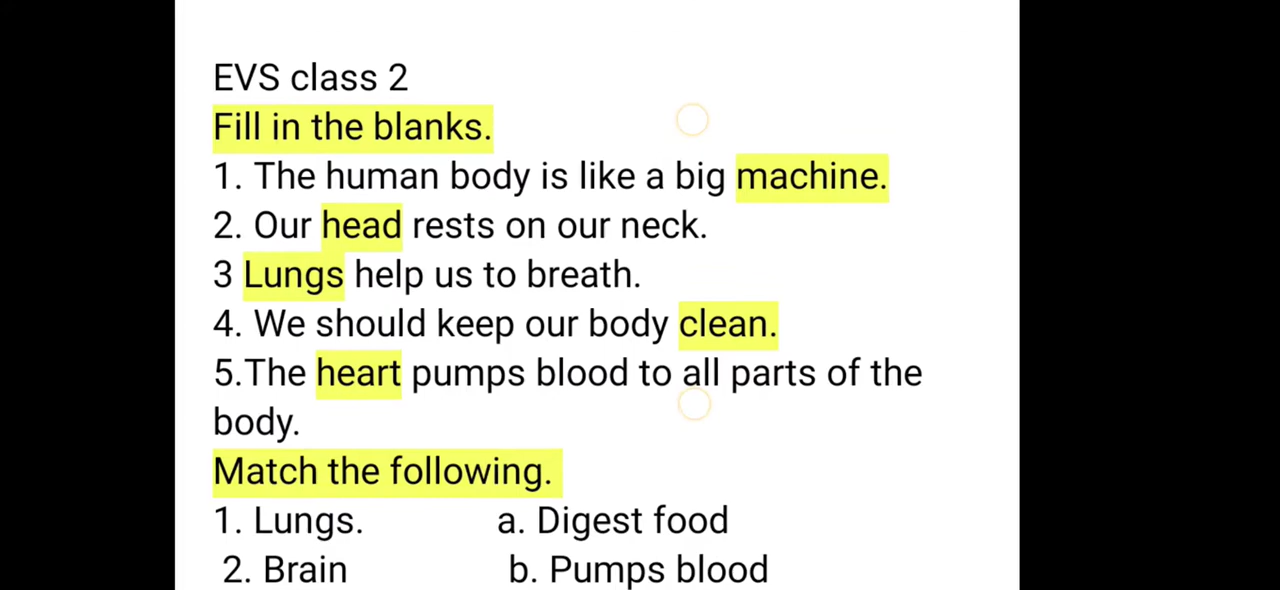 EVS class 2
Fill in the blanks.
1. The human body is like a big machine.
2. Our head rests on our neck.
3 Lungs help us to breath.
4. We should keep our body clean.
5.The heart pumps blood to all parts of the
body.
Match the following.
1. Lungs. a. Digest food
2. Brain b. Pumps blood